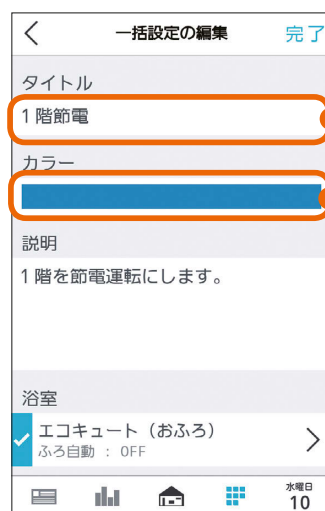 一括設定の編集 完了
タイトル
1階節電
カラー
説明
1階を節電運転にします。
浴室
エコキュート（おふろ）
ふろ自動 : OFF
水曜日
10